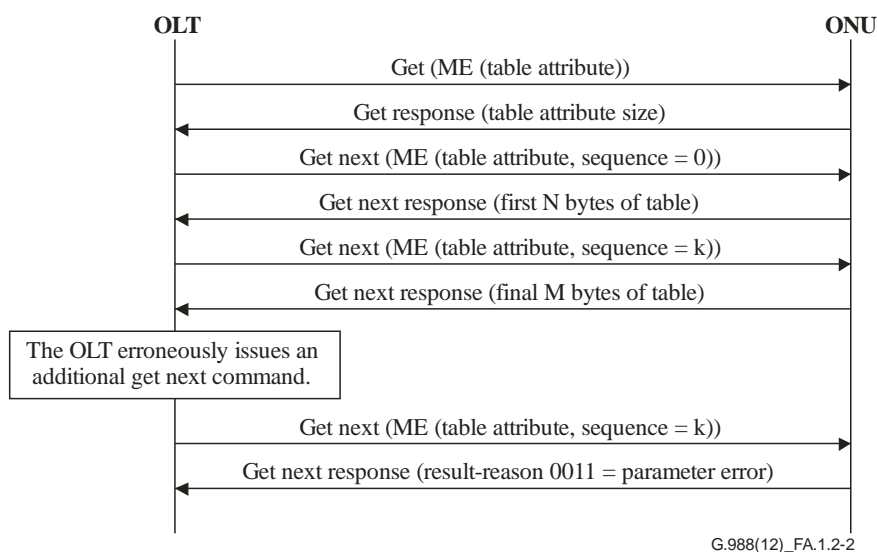 OLT
ONU
Get (ME (table attribute))
Get response (table attribute size)
Get next (ME (table attribute, sequence = 0))
Get next response (first N bytes of table)
Get next (ME (table attribute, sequence = k))
Get next response (final M bytes of table)
The OLT erroneously issues an
additional get next command.
Get next (ME (table attribute, sequence = k))
Get next response (result-reason 0011 = parameter error)
G.988(12)_FA.1.2-2